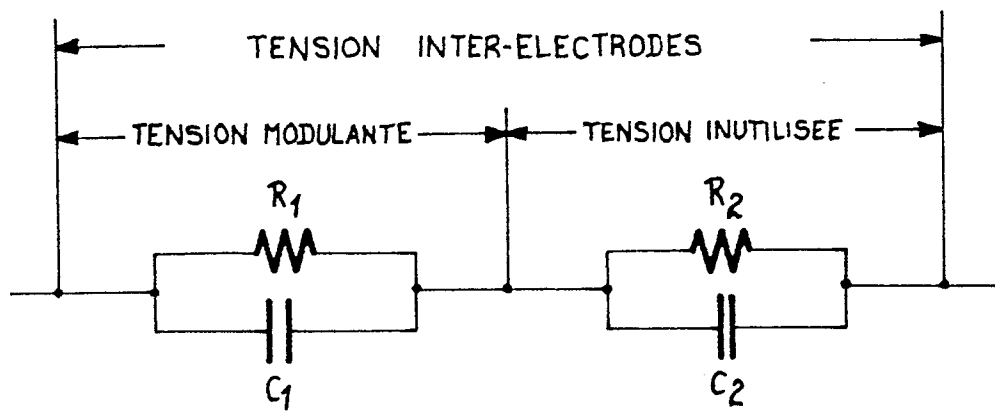 TENSION INTER-ELECTRODES
TENSION MODULANTE
TENSION INUTILISEE
R1
R2
C1
C2